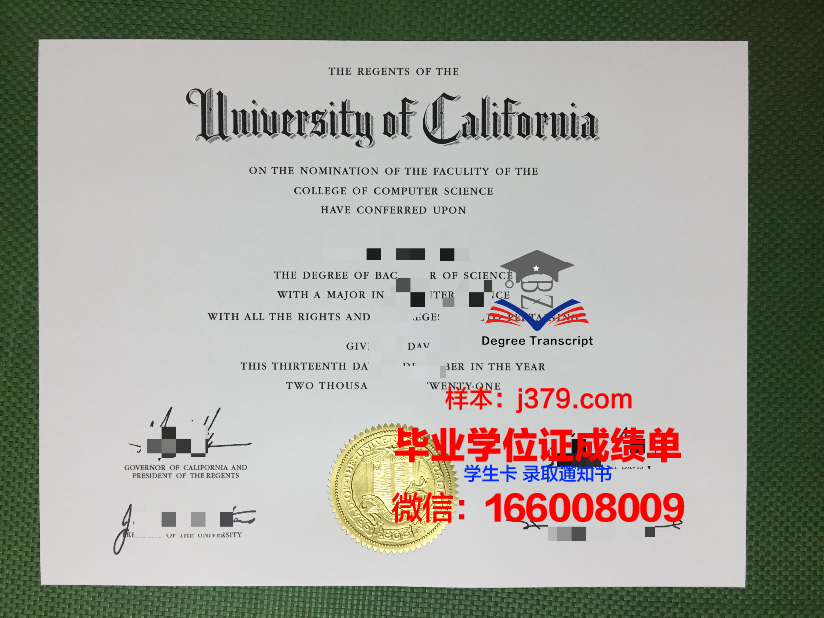 THE REGENTS OF THE
University of California
ON THE NOMINATION OF THE FACULITY OF THE
COLLEGE OF COMPUTER SCIENCE
HAVE CONFERRED UPON
THE DEGREE OF BAC R OF SCIENCE
WITH A MAJOR IN
WITH ALL THE RIGHTS AND
Degree Transcript
DAY
THIS THIRTEENTH BER IN THE YEAR
TWO THOUSA TWENTY-ONE
样本：j379.com
毕业学位证成绩单
学生卡 录取通知书
微信：166008009
GOVERNOR OF CALIFORNIA AND
PRESIDENT OF THE REGENTS
OF THE UNIVERSITY